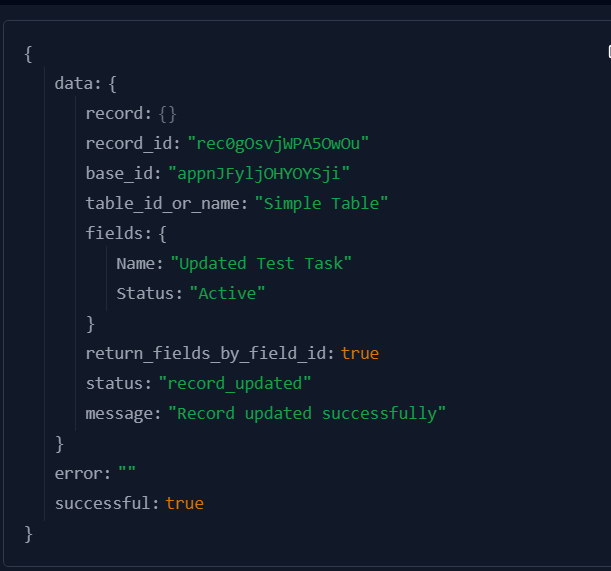 {
data: {
record: {}
record_id: "rec0gOsvjWPA5OwOu"
base_id: "appnJFyljOHYOYSji"
table_id_or_name: "Simple Table"
fields: {
Name: "Updated Test Task"
Status: "Active"
}
return_fields_by_field_id: true
status: "record_updated"
message: "Record updated successfully"
}
error: ""
successful: true
}